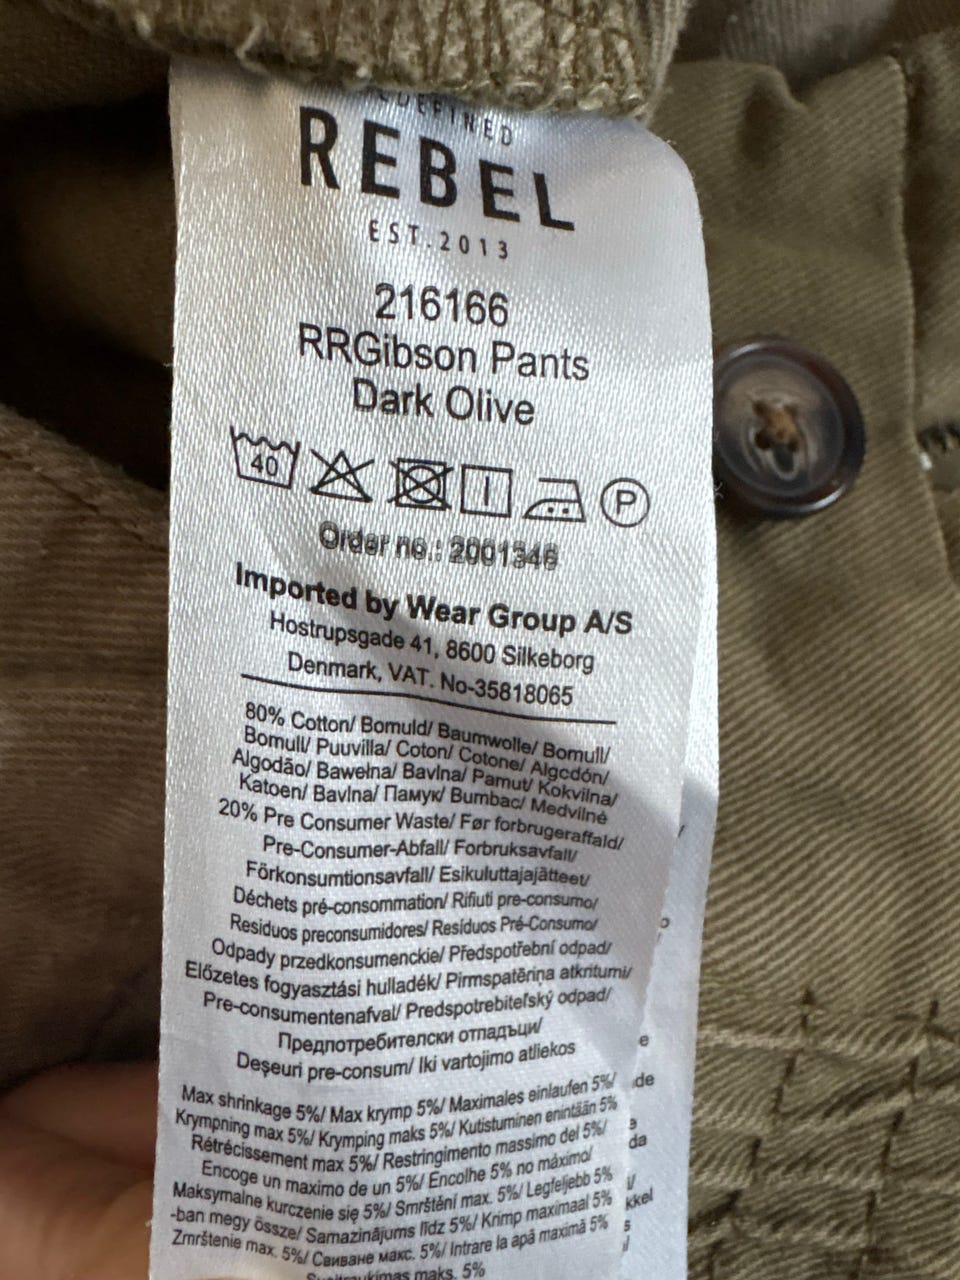 REBEL
EST. 2013
216166
RRGibson Pants
Dark Olive
40 P
Order no.: 2001346
Imported by Wear Group A/S
Hostrupsgade 41, 8600 Silkeborg
Denmark, VAT. No-35818065
80% Cotton/ Bomuld/ Baumwolle/ Bomull/
Bomull/ Puuvilla/ Coton/ Cotone/ Algodón/
Algodão/ Bawełna/ Bavlna/ Pamut/ Kokvilna/
Katoen/ Bavlna/ Памук/ Bumbac/ Medvilnė
20% Pre Consumer Waste/ Før forbrugeraffald/
Pre-Consumer-Abfall/ Forbruksavfall/
Förkonsumtionsavfall/ Esikuluttajajätteet/
Déchets pré-consommation/ Rifiuti pre-consumo/
Residuos preconsumidores/ Resíduos Pré-Consumo/
Odpady przedkonsumenckie/ Předspotřební odpad/
Előzetes fogyasztási hulladék/ Pirmspatēriņa atkritumi/
Pre-consumentenafval/ Predspotrebiteľský odpad/
Предпотребителски отпадъци/
Deșeuri pre-consum/ Iki vartojimo atliekos
Max shrinkage 5%/ Max krymp 5%/ Maximales einlaufen 5%/
Krympning max 5%/ Krymping maks 5%/ Kutistuminen enintään 5%
Rétrécissement max 5%/ Restringimento massimo del 5%/
Encoge un maximo de un 5%/ Encolhe 5% no máximo/
Maksymalne kurczenie się 5%/ Smrštění max. 5%/ Legfeljebb 5%
-ban megy össze/ Samazinājums līdz 5%/ Krimp maximaal 5%
Zmrštenie max. 5%/ Свиване макс. 5%/ Intrare la apă maximă 5%
maks. 5%